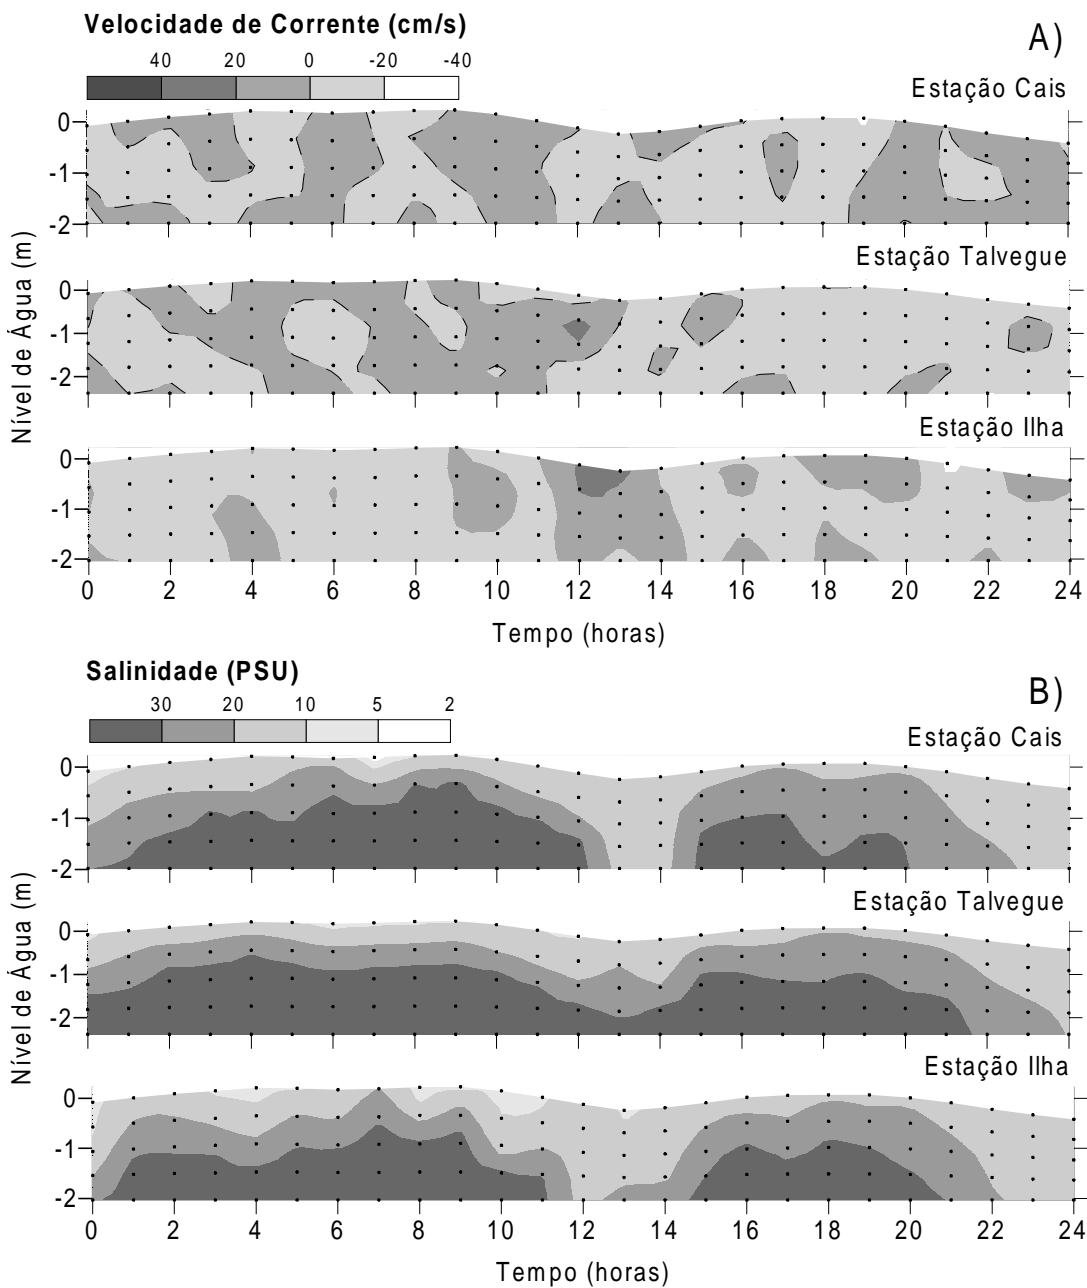 Velocidade de Corrente (cm/s)
A)
40 20 0 -20 -40
Estação Cais
0
-1
-2
Estação Talvegue
0
-1
-2
Nível de Água (m)
Estação Ilha
0
-1
-2
0 2 4 6 8 10 12 14 16 18 20 22 24
Tempo (horas)
Salinidade (PSU)
B)
30 20 10 5 2
Estação Cais
0
-1
-2
Estação Talvegue
0
-1
-2
Nível de Água (m)
Estação Ilha
0
-1
-2
0 2 4 6 8 10 12 14 16 18 20 22 24
Tempo (horas)